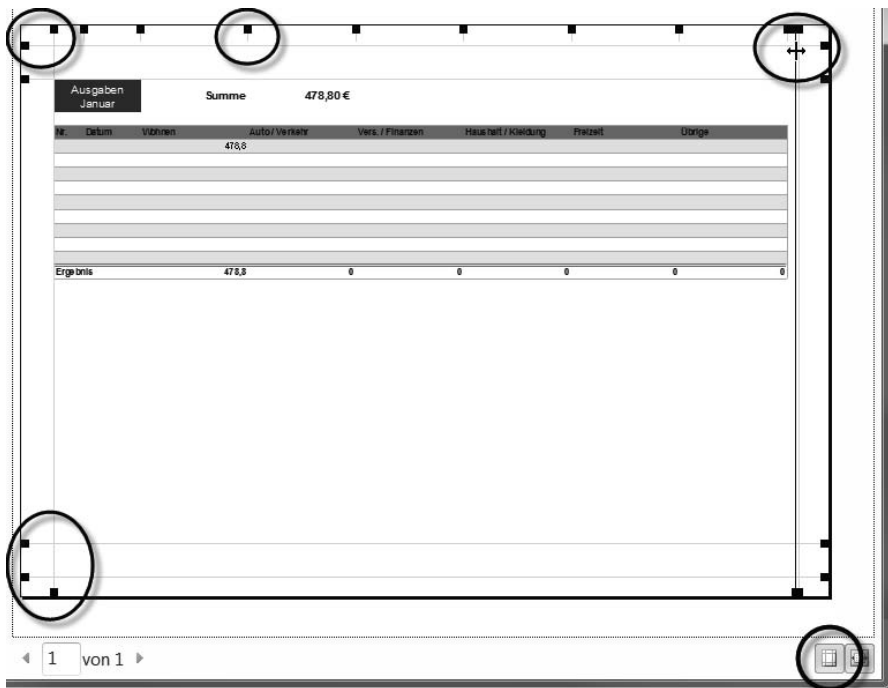 Ausgaben
Januar
Summe 478,80 €
Nr. Datum Wohnen Auto / Verkehr Vers. / Finanzen Haushalt / Kleidung Freizeit Übrige
478,8
Ergebnis 478,8 0 0 0 0 0
1 von 1